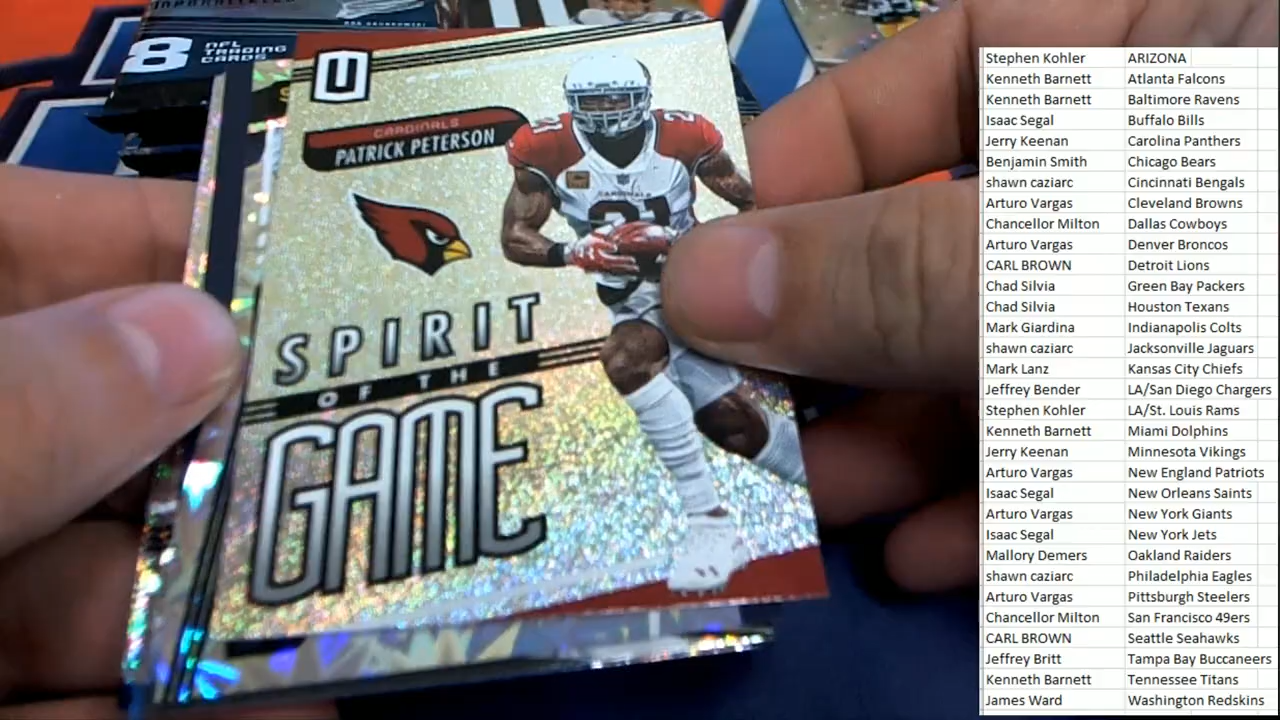 8 NFL
TRADING
CARDS
U
CARDINALS
PATRICK PETERSON
21
2
CARDINALS
21
SPIRIT
OF THE
GAME
Stephen Kohler ARIZONA
Kenneth Barnett Atlanta Falcons
Kenneth Barnett Baltimore Ravens
Isaac Segal Buffalo Bills
Jerry Keenan Carolina Panthers
Benjamin Smith Chicago Bears
shawn caziarc Cincinnati Bengals
Arturo Vargas Cleveland Browns
Chancellor Milton Dallas Cowboys
Arturo Vargas Denver Broncos
CARL BROWN Detroit Lions
Chad Silvia Green Bay Packers
Chad Silvia Houston Texans
Mark Giardina Indianapolis Colts
shawn caziarc Jacksonville Jaguars
Mark Lanz Kansas City Chiefs
Jeffrey Bender LA/San Diego Chargers
Stephen Kohler LA/St. Louis Rams
Kenneth Barnett Miami Dolphins
Jerry Keenan Minnesota Vikings
Arturo Vargas New England Patriots
Isaac Segal New Orleans Saints
Arturo Vargas New York Giants
Isaac Segal New York Jets
Mallory Demers Oakland Raiders
shawn caziarc Philadelphia Eagles
Arturo Vargas Pittsburgh Steelers
Chancellor Milton San Francisco 49ers
CARL BROWN Seattle Seahawks
Jeffrey Britt Tampa Bay Buccaneers
Kenneth Barnett Tennessee Titans
James Ward Washington Redskins